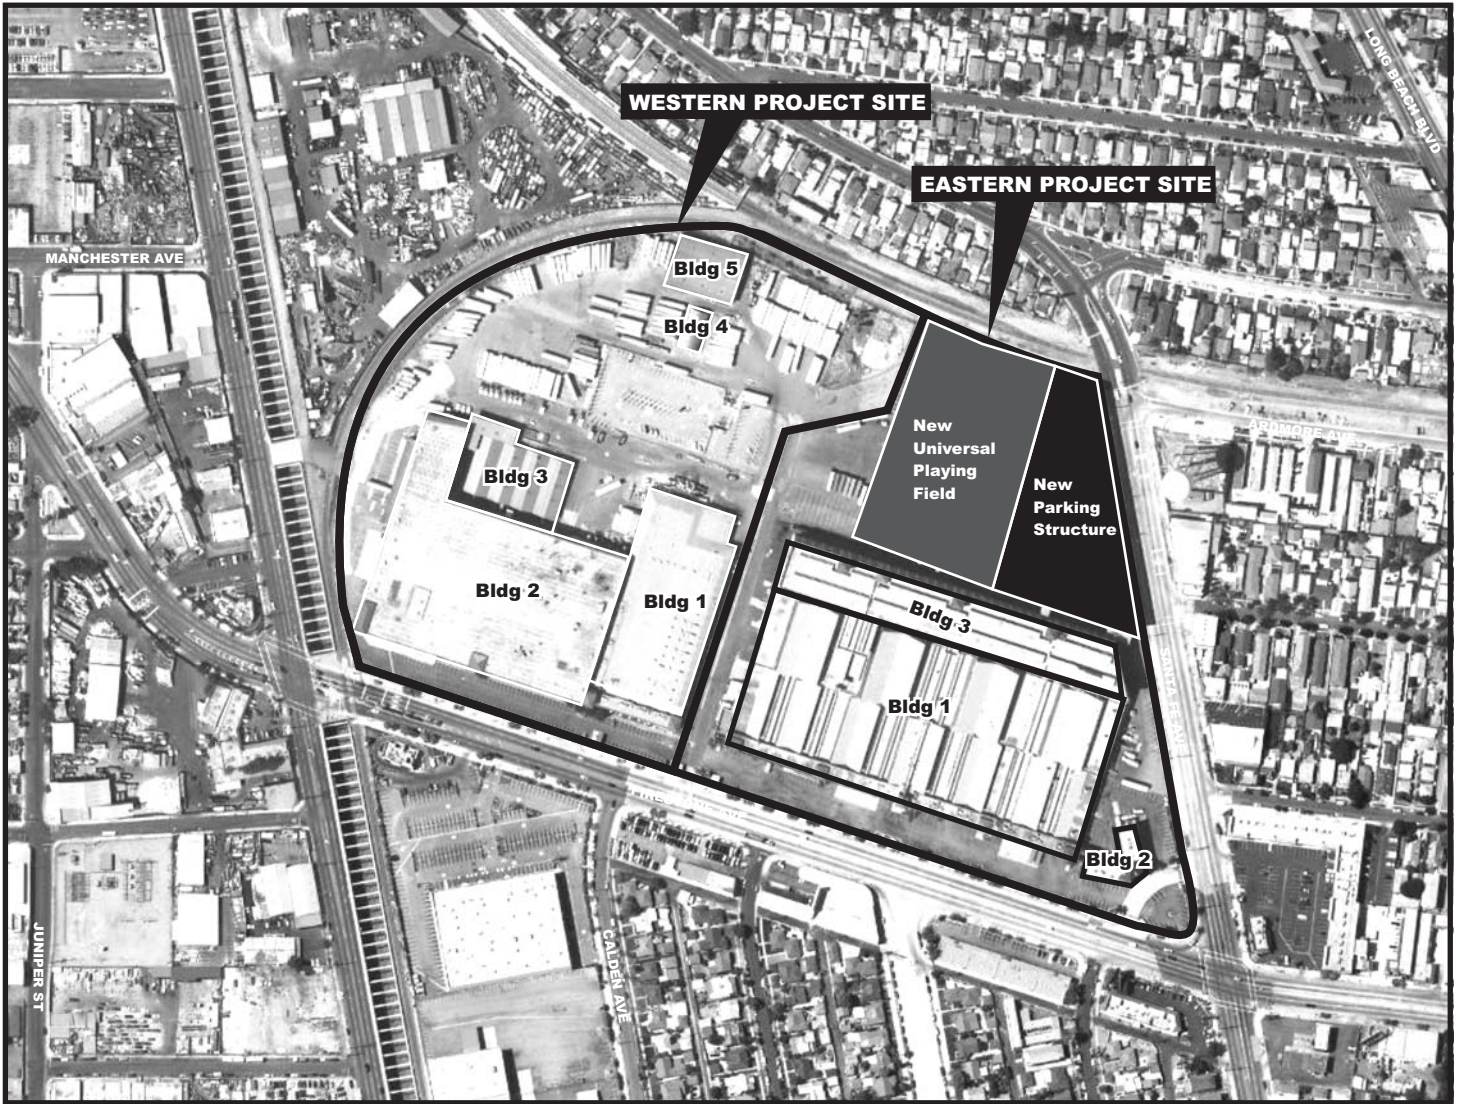 LONG BEACH BLVD
WESTERN PROJECT SITE
EASTERN PROJECT SITE
MANCHESTER AVE
Bldg 5
Bldg 4
ARDMORE AVE
New
Universal
Playing
Field
New
Parking
Structure
Bldg 3
Bldg 2
Bldg 1
Bldg 3
SANTA FE AVE
Bldg 1
Bldg 2
JUNIPER ST
CALDEN AVE